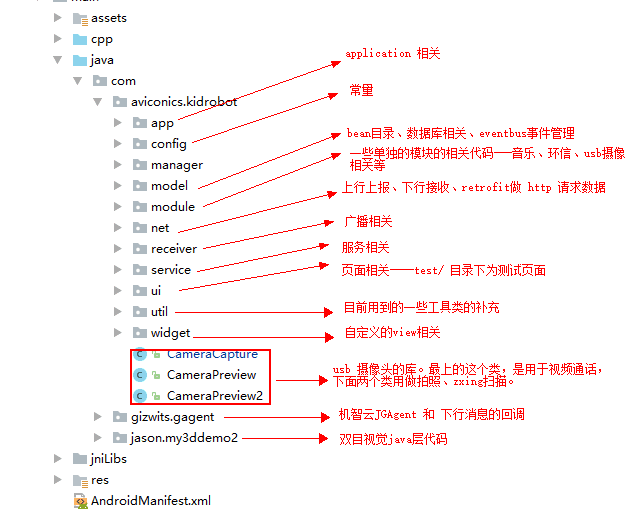 main
assets
cpp
java
com
aviconics.kidrobot
app
application 相关
config
常量
manager
model
bean目录、数据库相关、eventbus事件管理
module
一些单独的模块的相关代码——音乐、环信、usb摄像
相关等
net
上行上报、下行接收、retrofit做 http 请求数据
receiver
广播相关
service
服务相关
ui
页面相关——test/ 目录下为测试页面
util
目前用到的一些工具类的补充
widget
自定义的view相关
C CameraCapture
C CameraPreview
C CameraPreview2
usb 摄像头的库。最上的这个类，是用于视频通话，
下面两个类用做拍照、zxing扫描。
gizwits.gagent
机智云JGAgent 和 下行消息的回调
jason.my3ddemo2
双目视觉java层代码
jniLibs
res
AndroidManifest.xml